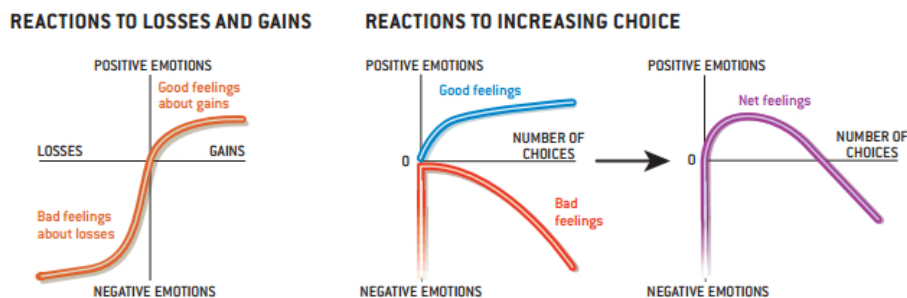 REACTIONS TO LOSSES AND GAINS
POSITIVE EMOTIONS
Good feelings
about gains
LOSSES
GAINS
Bad feelings
about losses
NEGATIVE EMOTIONS
REACTIONS TO INCREASING CHOICE
POSITIVE EMOTIONS
Good feelings
0
NUMBER OF
CHOICES
Bad
feelings
NEGATIVE EMOTIONS
POSITIVE EMOTIONS
Net feelings
0
NUMBER OF
CHOICES
NEGATIVE EMOTIONS